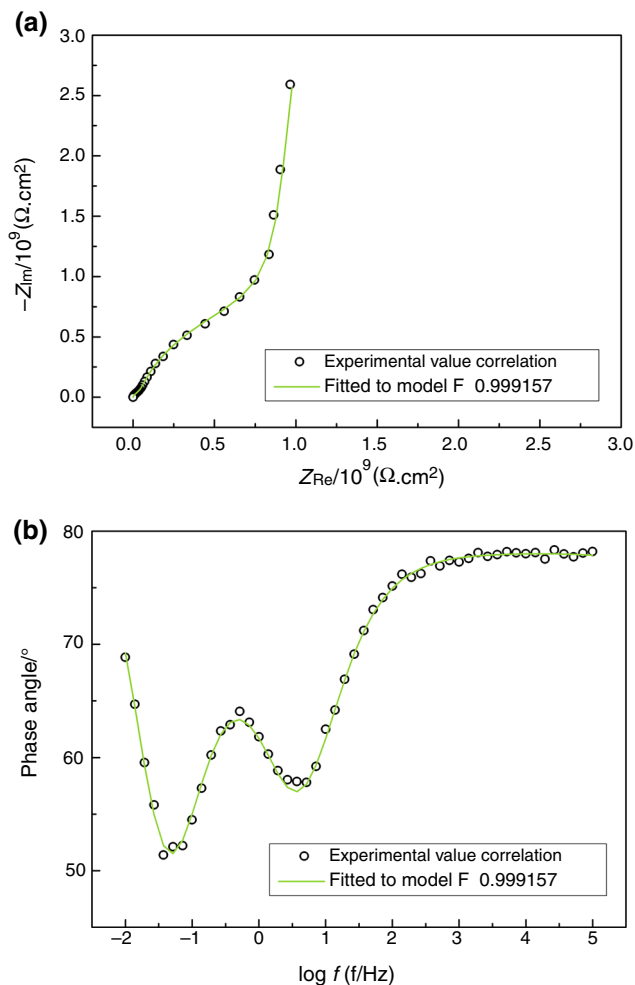 (a)
3.0
2.5
2.0
1.5
1.0
0.5
0.0
−ZIm/10⁹ (Ω.cm²)
Experimental value correlation
Fitted to model F 0.999157
0.0 0.5 1.0 1.5 2.0 2.5 3.0
ZRe/10⁹ (Ω.cm²)
(b)
80
70
60
50
Phase angle/°
Experimental value correlation
Fitted to model F 0.999157
−2 −1 0 1 2 3 4 5
log f (f/Hz)